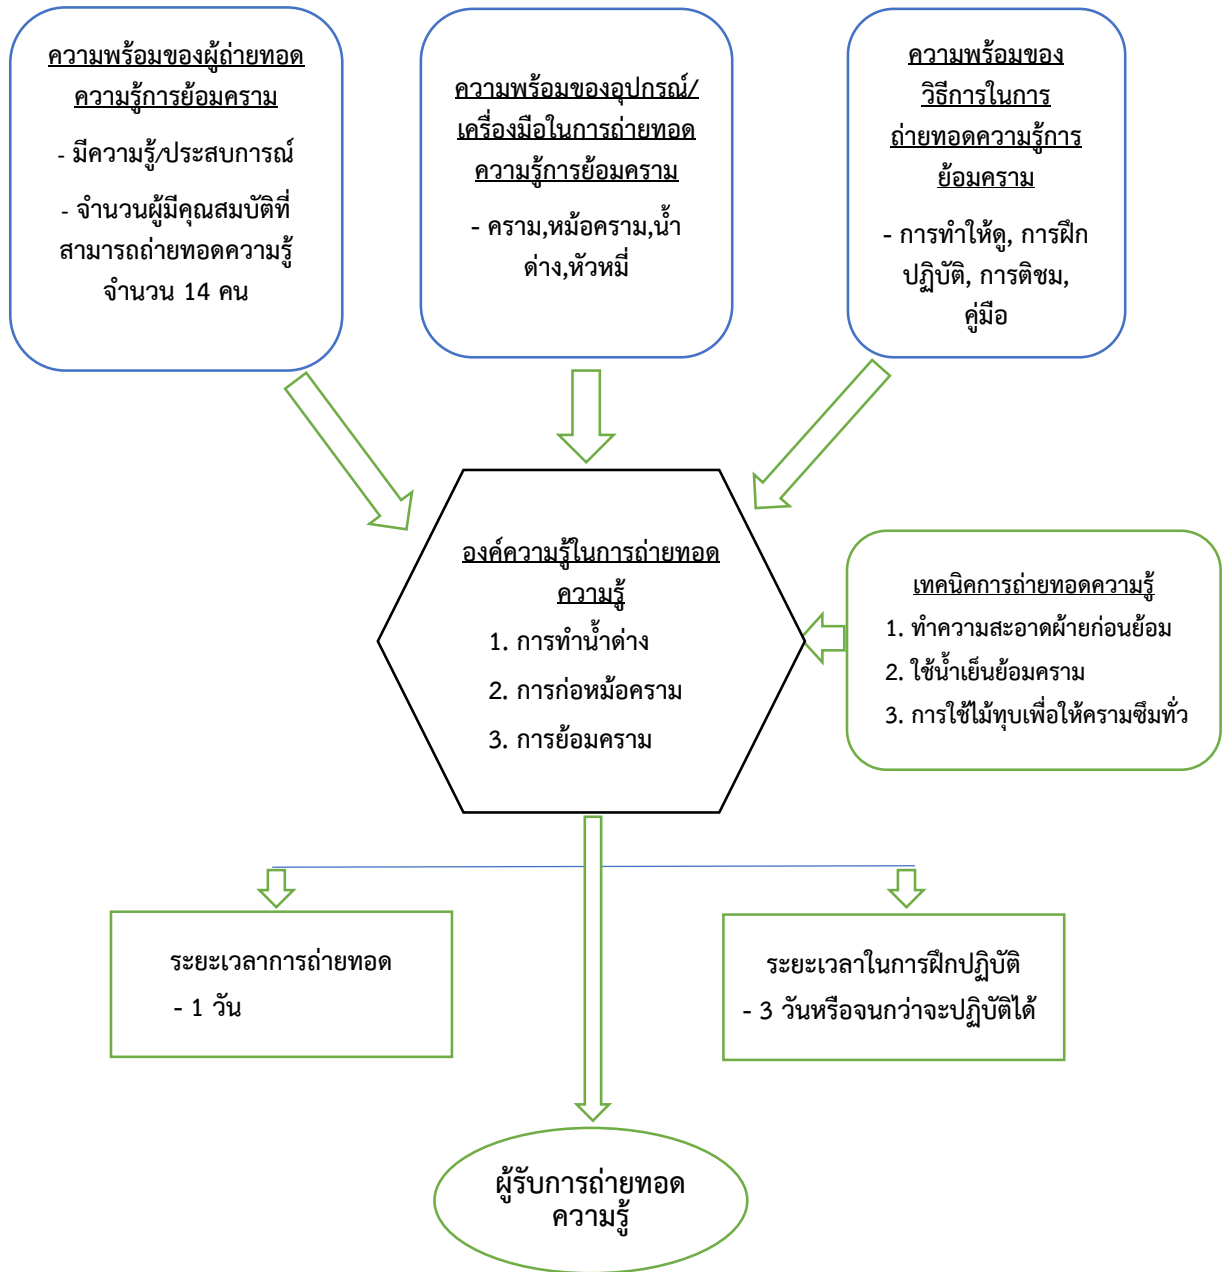 ความพร้อมของผู้ถ่ายทอด
ความรู้การย้อมคราม
- มีความรู้/ประสบการณ์
- จำนวนผู้มีคุณสมบัติที่
สามารถถ่ายทอดความรู้
จำนวน 14 คน
ความพร้อมของอุปกรณ์/
เครื่องมือในการถ่ายทอด
ความรู้การย้อมคราม
- คราม,หม้อคราม,น้ำ
ด่าง,หัวหมี่
ความพร้อมของ
วิธีการในการ
ถ่ายทอดความรู้การ
ย้อมคราม
- การทำให้ดู, การฝึก
ปฏิบัติ, การติชม,
คู่มือ
องค์ความรู้ในการถ่ายทอด
ความรู้
1. การทำน้ำด่าง
2. การก่อหม้อคราม
3. การย้อมคราม
เทคนิคการถ่ายทอดความรู้
1. ทำความสะอาดผ้ายก่อนย้อม
2. ใช้น้ำเย็นย้อมคราม
3. การใช้ไม้ทุบเพื่อให้ครามซึมทั่ว
ระยะเวลาการถ่ายทอด
- 1 วัน
ระยะเวลาในการฝึกปฏิบัติ
- 3 วันหรือจนกว่าจะปฏิบัติได้
ผู้รับการถ่ายทอด
ความรู้